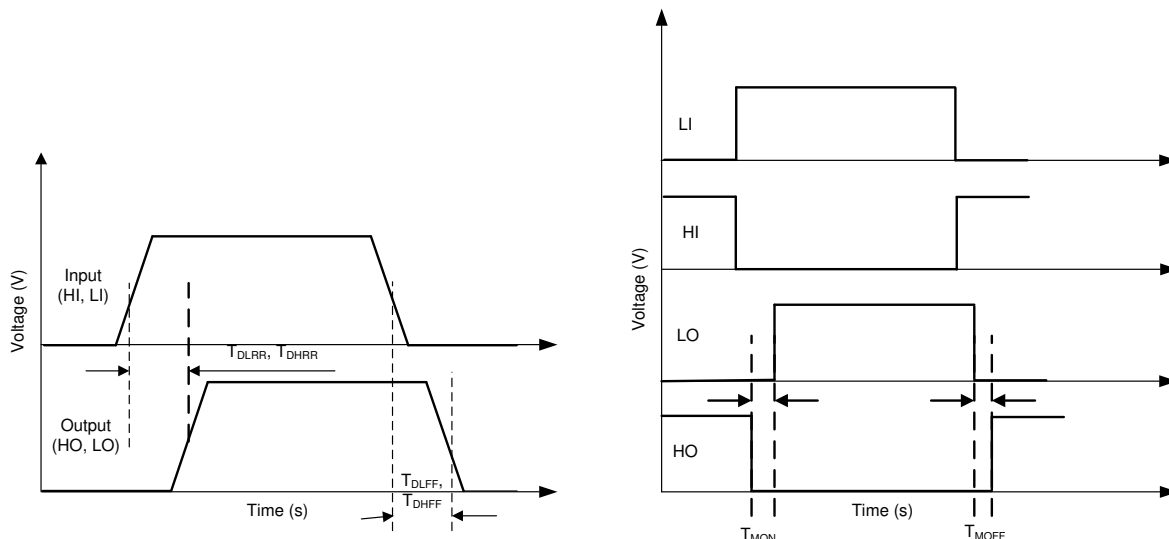 Voltage (V)
Input
(HI, LI)
TDLRR, TDHRR
Output
(HO, LO)
TDLFF,
TDHFF
Time (s)
Voltage (V)
LI
HI
LO
HO
TMON
Time (s)
TMOFF